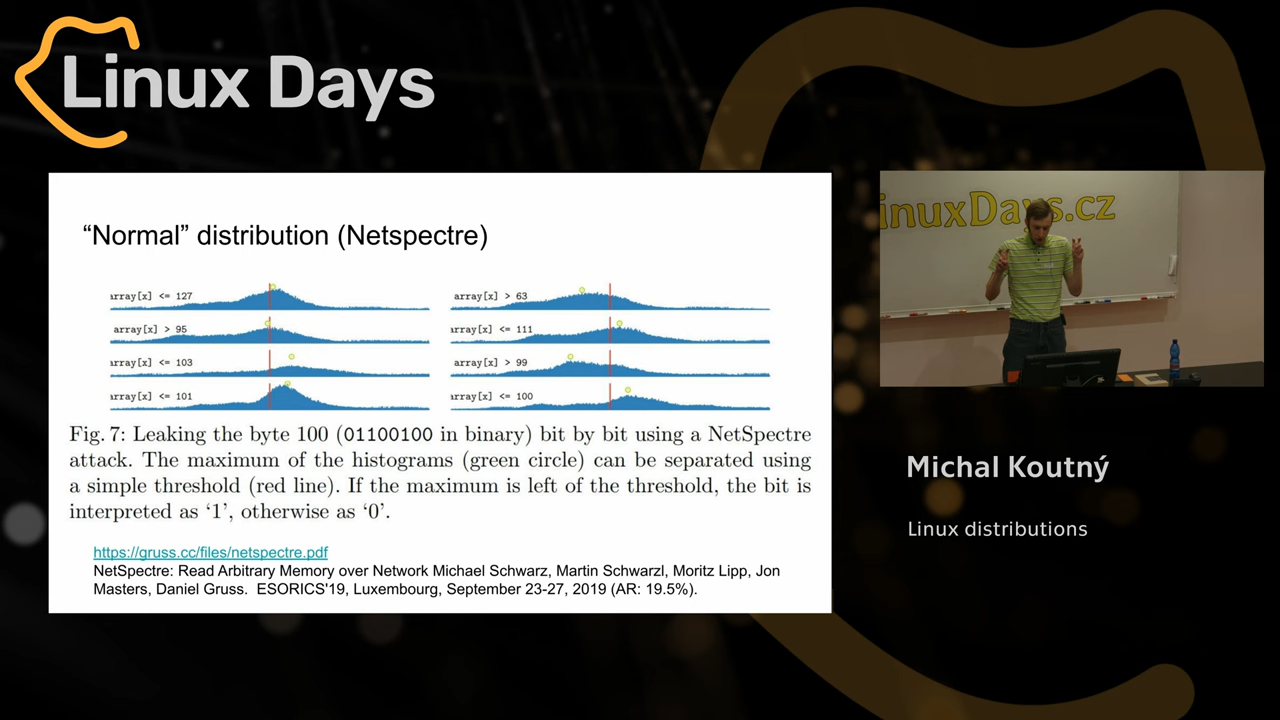 Linux Days
“Normal” distribution (Netspectre)
array[x] <= 127
array[x] > 63
array[x] > 95
array[x] <= 111
array[x] <= 103
array[x] > 99
array[x] <= 101
array[x] <= 100
Fig. 7: Leaking the byte 100 (01100100 in binary) bit by bit using a NetSpectre
attack. The maximum of the histograms (green circle) can be separated using
a simple threshold (red line). If the maximum is left of the threshold, the bit is
interpreted as ‘1’, otherwise as ‘0’.
https://gruss.cc/files/netspectre.pdf
NetSpectre: Read Arbitrary Memory over Network Michael Schwarz, Martin Schwarzl, Moritz Lipp, Jon
Masters, Daniel Gruss.  ESORICS'19, Luxembourg, September 23-27, 2019 (AR: 19.5%).
inuxDays.cz
Michal Koutný
Linux distributions